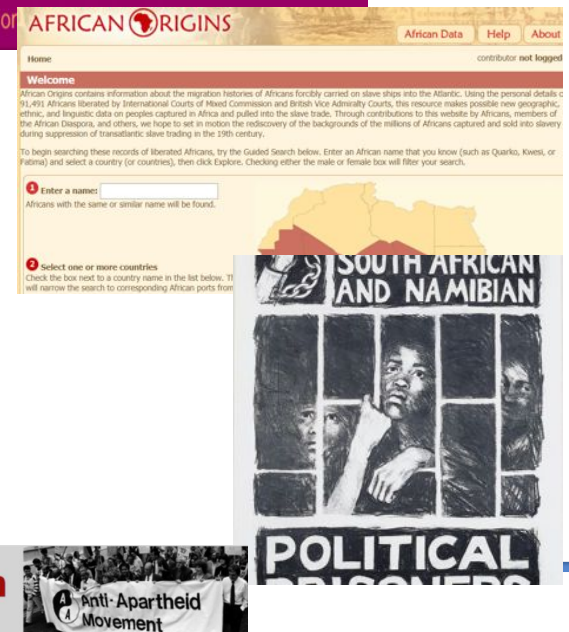 or
AFRICAN ORIGINS
African Data Help About
Home
contributor not logged
Welcome
African Origins contains information about the migration histories of Africans forcibly carried on slave ships into the Atlantic. Using the personal details o
91,491 Africans liberated by International Courts of Mixed Commission and British Vice Admiralty Courts, this resource makes possible new geographic,
ethnic, and linguistic data on peoples captured in Africa and pulled into the slave trade. Through contributions to this website by Africans, members of
the African Diaspora, and others, we hope to set in motion the rediscovery of the backgrounds of the millions of Africans captured and sold into slavery
during suppression of transatlantic slave trading in the 19th century.
To begin searching these records of liberated Africans, try the Guided Search below. Enter an African name that you know (such as Quarko, Kwesi, or
Fatima) and select a country (or countries), then click Explore. Checking either the male or female box will filter your search.
1 Enter a name:
Africans with the same or similar name will be found.
2 Select one or more countries
Check the box next to a country name in the list below. Th
will narrow the search to corresponding African ports from
SOUTH AFRICAN
AND NAMIBIAN
POLITICAL
PRISONERS
Anti-Apartheid
Movement